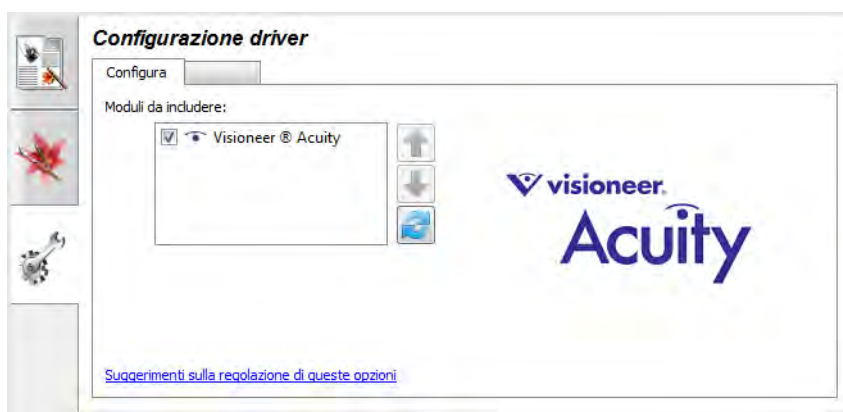 Configurazione driver
Configura
Moduli da includere:
Visioneer ® Acuity
visioneer.
Acuity
Suggerimenti sulla regolazione di queste opzioni